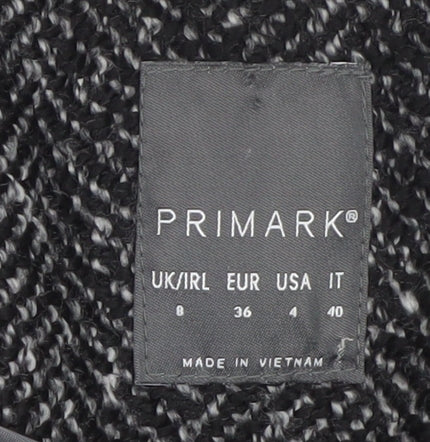 PRIMARK®
UK/IRL EUR USA IT
8 36 4 40
MADE IN VIETNAM